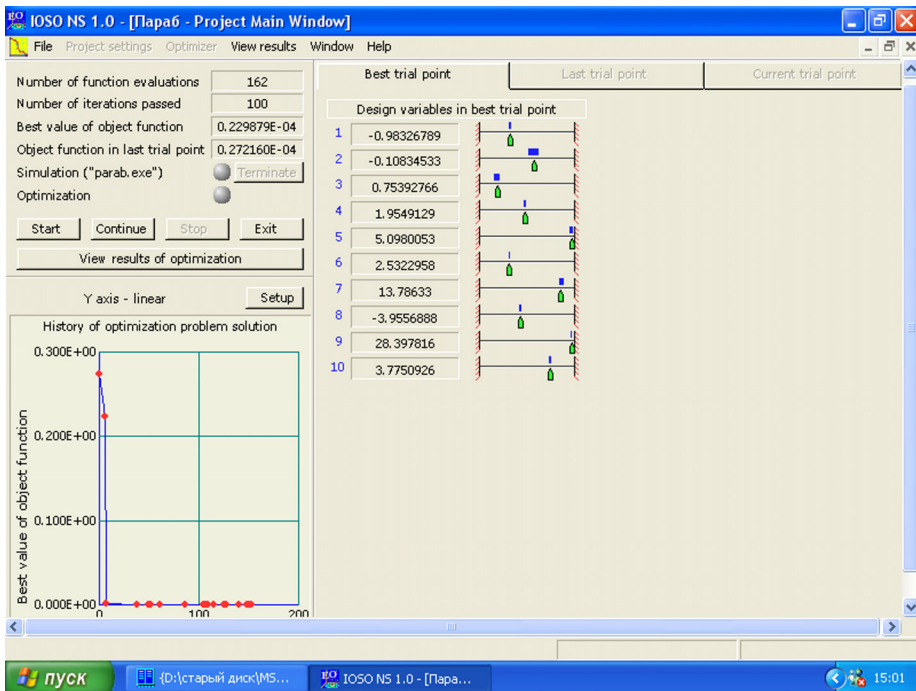 IOSO NS 1.0 - [Параб - Project Main Window]
File Project settings Optimizer View results Window Help
Number of function evaluations 162
Number of iterations passed 100
Best value of object function 0.229879E-04
Object function in last trial point 0.272160E-04
Simulation ("parab.exe") Terminate
Optimization
Start Continue Stop Exit
View results of optimization
Y axis - linear Setup
History of optimization problem solution
Best value of object function
0.300E+00
0.200E+00
0.100E+00
0.000E+00
0 100 200
Best trial point Last trial point Current trial point
Design variables in best trial point
1 -0.98326789
2 -0.10834533
3 0.75392766
4 1.9549129
5 5.0980053
6 2.5322958
7 13.78633
8 -3.9556888
9 28.397816
10 3.7750926
пуск {D:\старый диск\MS... IOSO NS 1.0 - [Пара... 15:01